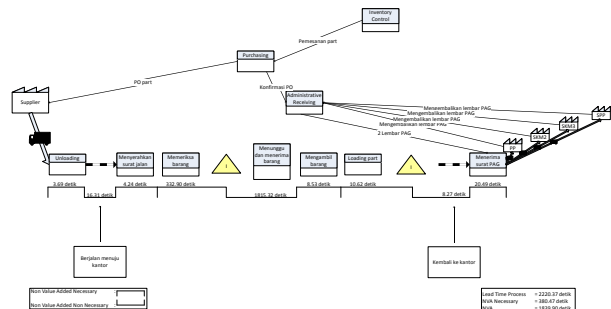 Inventory
Control
Pemesanan part
Purchasing
PO part
Konfirmasi PO
Supplier
Administrative
Receiving
Mengembalikan lembar PAG
Mengembalikan lembar PAG
Mengembalikan lembar PAG
Mengembalikan lembar PAG
2 Lembar PAG
SPP
SKM3
SKM2
PP
Unloading
Menyerahkan
surat jalan
Memeriksa
barang
I
Menunggu
dan menerima
barang
Mengambil
barang
Loading part
I
Menerima
surat PAG
3.69 detik
16.31 detik
4.24 detik
332.90 detik
1815.32 detik
8.53 detik
10.62 detik
8.27 detik
20.49 detik
Berjalan menuju
kantor
Kembali ke kantor
Non Value Added Necessary
Non Value Added Non Necessary
Lead Time Process = 2220.37 detik
NVA Necessary = 380.47 detik
NVA = 1839.90 detik